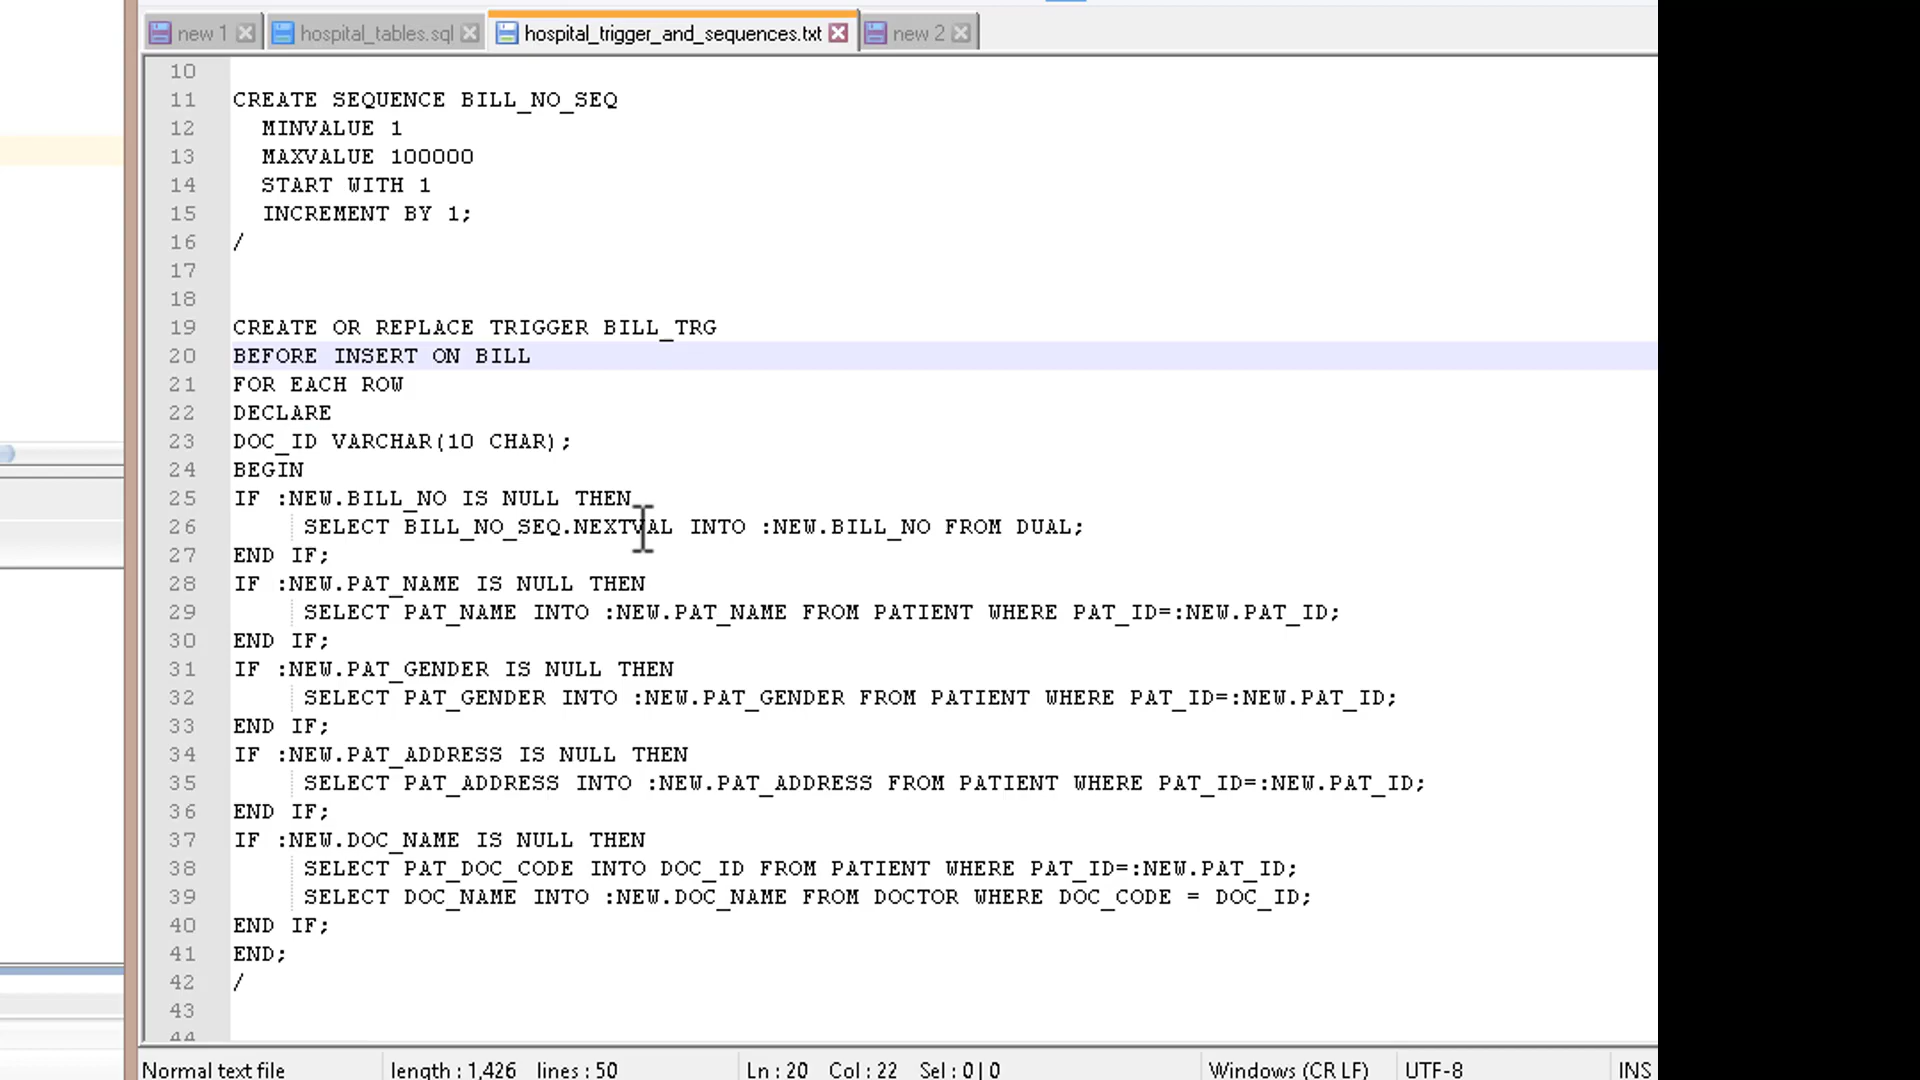 new 1 hospital_tables.sql hospital_trigger_and_sequences.txt new 2
10
11 CREATE SEQUENCE BILL_NO_SEQ
12 MINVALUE 1
13 MAXVALUE 100000
14 START WITH 1
15 INCREMENT BY 1;
16 /
17
18
19 CREATE OR REPLACE TRIGGER BILL_TRG
20 BEFORE INSERT ON BILL
21 FOR EACH ROW
22 DECLARE
23 DOC_ID VARCHAR(10 CHAR);
24 BEGIN
25 IF :NEW.BILL_NO IS NULL THEN
26 SELECT BILL_NO_SEQ.NEXTVAL INTO :NEW.BILL_NO FROM DUAL;
27 END IF;
28 IF :NEW.PAT_NAME IS NULL THEN
29 SELECT PAT_NAME INTO :NEW.PAT_NAME FROM PATIENT WHERE PAT_ID=:NEW.PAT_ID;
30 END IF;
31 IF :NEW.PAT_GENDER IS NULL THEN
32 SELECT PAT_GENDER INTO :NEW.PAT_GENDER FROM PATIENT WHERE PAT_ID=:NEW.PAT_ID;
33 END IF;
34 IF :NEW.PAT_ADDRESS IS NULL THEN
35 SELECT PAT_ADDRESS INTO :NEW.PAT_ADDRESS FROM PATIENT WHERE PAT_ID=:NEW.PAT_ID;
36 END IF;
37 IF :NEW.DOC_NAME IS NULL THEN
38 SELECT PAT_DOC_CODE INTO DOC_ID FROM PATIENT WHERE PAT_ID=:NEW.PAT_ID;
39 SELECT DOC_NAME INTO :NEW.DOC_NAME FROM DOCTOR WHERE DOC_CODE = DOC_ID;
40 END IF;
41 END;
42 /
43
44
Normal text file length : 1,426 lines : 50 Ln : 20 Col : 22 Sel : 0 | 0 Windows (CR LF) UTF-8 INS